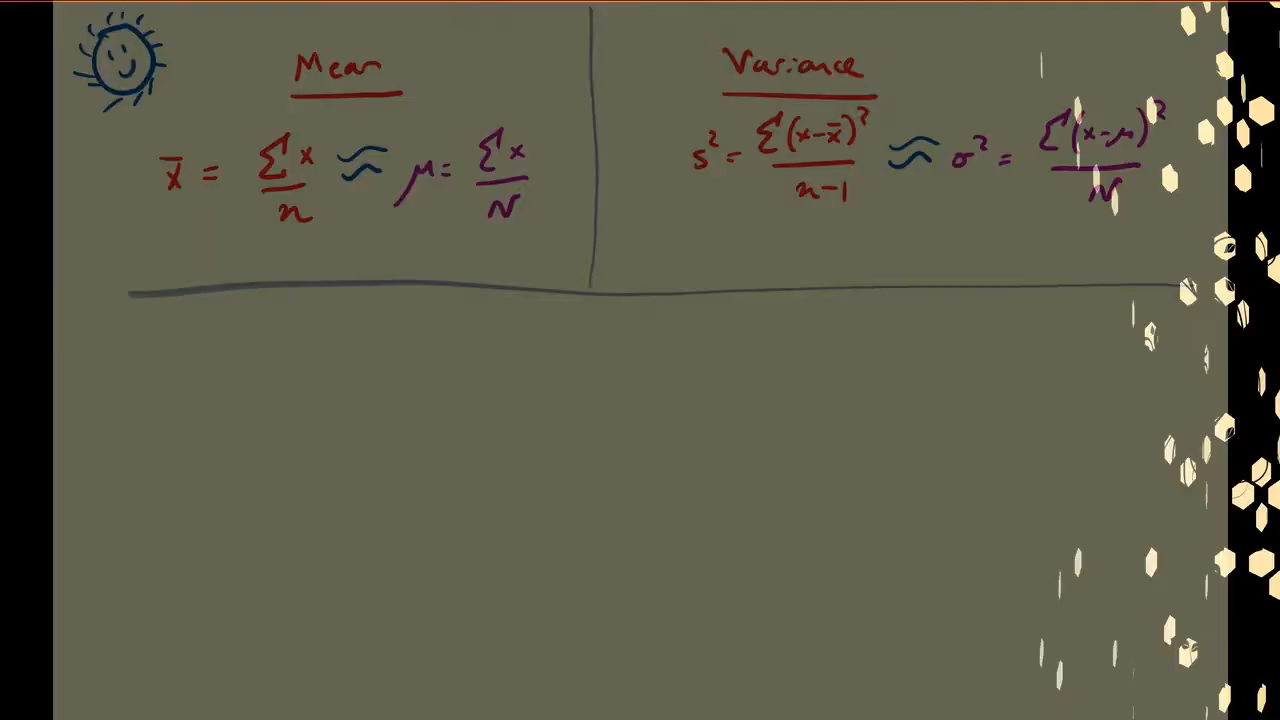 Mean
x̄ = Σx/n ≈ μ = Σx/N
Variance
s² = Σ(x-x̄)²/n-1 ≈ σ² = Σ(x-μ)²/N